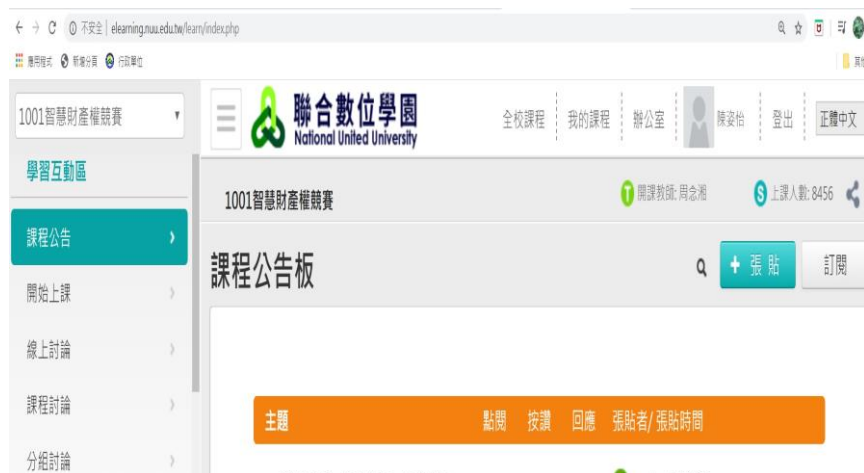 不安全 | elearning.nuu.edu.tw/learn/index.php
應用程式 新增分頁 行政單位 其他
1001智慧財產權競賽
聯合數位學園
National United University
全校課程 我的課程 辦公室 陳姿怡 登出 正體中文
學習互動區
1001智慧財產權競賽 T 開課教師: 周念湘 S 上課人數: 8456
課程公告
課程公告板 + 張貼 訂閱
開始上課
線上討論
課程討論
主題 點閱 按讚 回應 張貼者/ 張貼時間
分組討論